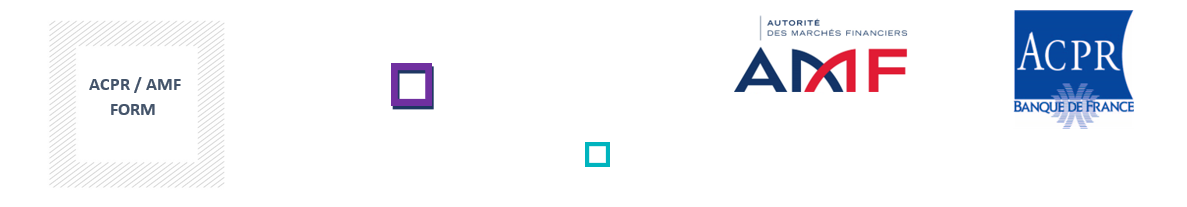 ACPR / AMF
FORM
AUTORITÉ
DES MARCHÉS FINANCIERS
AMF
ACPR
BANQUE DE FRANCE